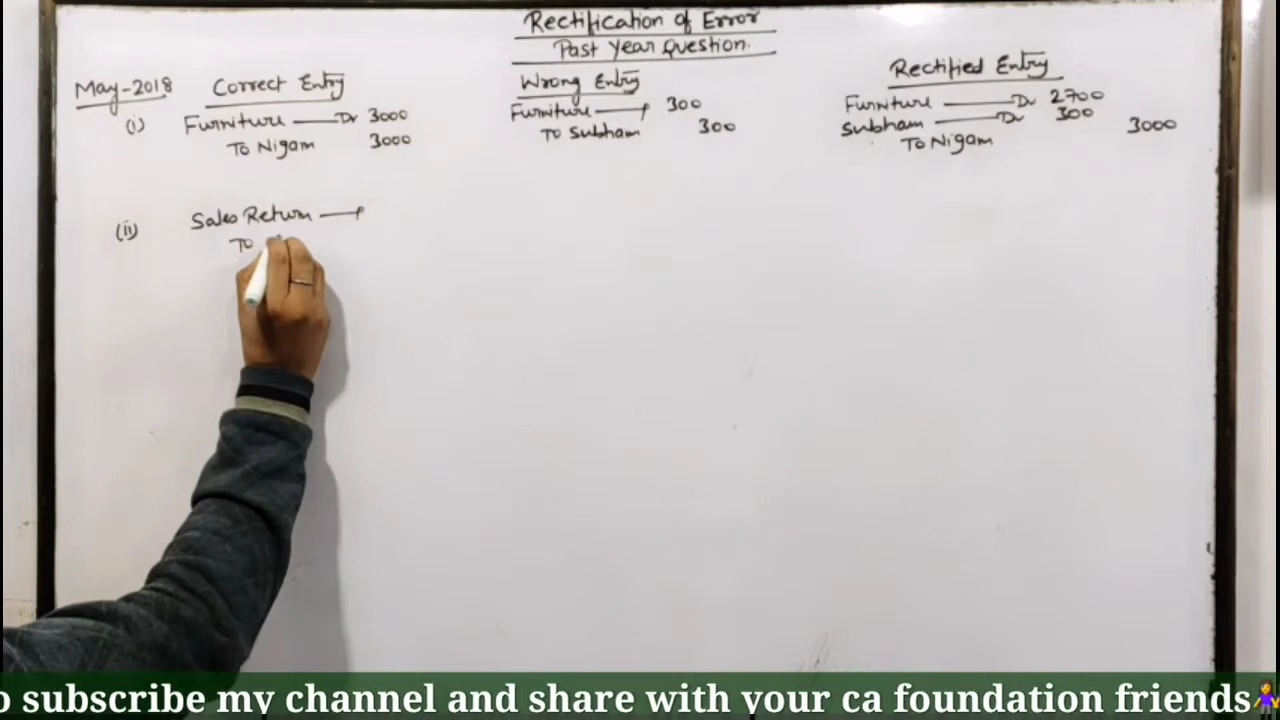 Rectification of Error
Past Year Question.
May-2018 Correct Entry Wrong Entry Rectified Entry
(i) Furniture Dr 3000
To Nigam 3000
Furniture 300
To Subham 300
Furniture Dr 2700
Subham Dr 300
To Nigam 3000
(ii) Sales Return
To
o subscribe my channel and share with your ca foundation friends